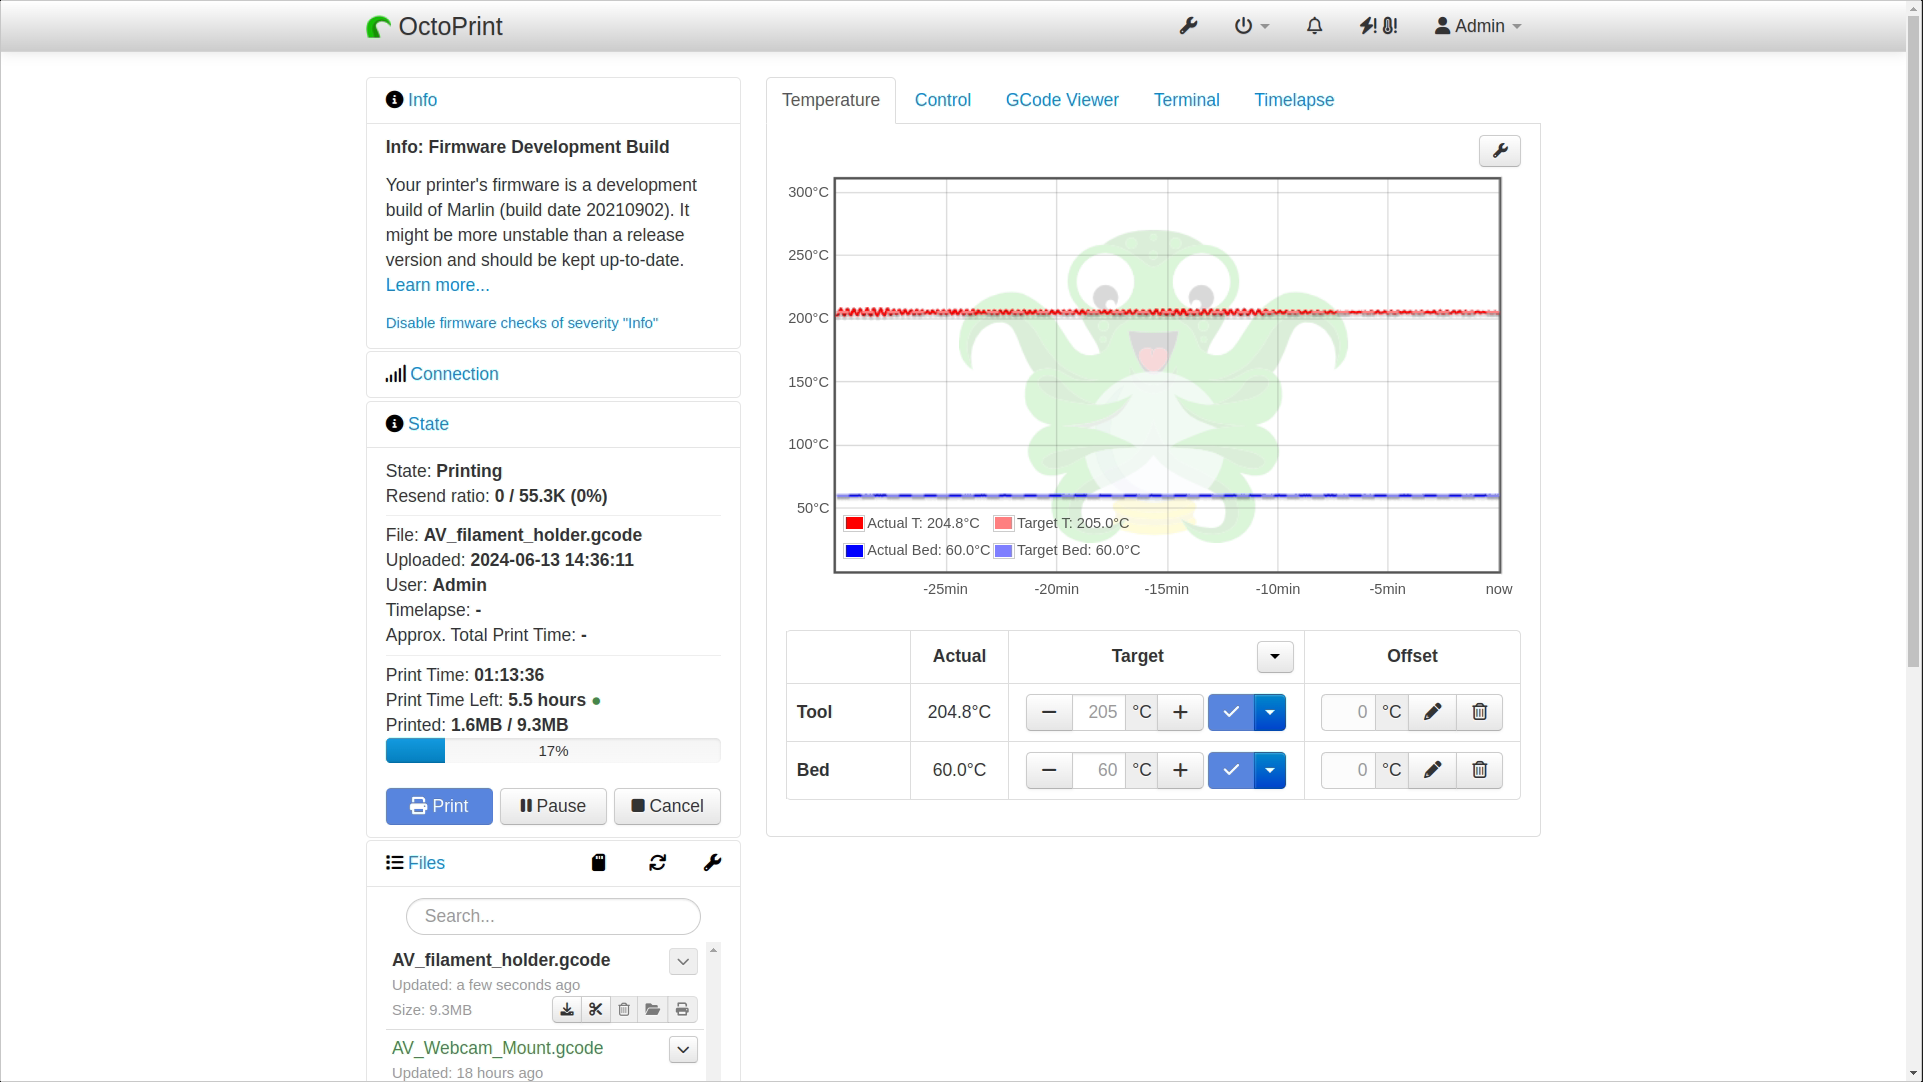 OctoPrint
Admin
Info
Info: Firmware Development Build
Your printer's firmware is a development
build of Marlin (build date 20210902). It
might be more unstable than a release
version and should be kept up-to-date.
Learn more...
Disable firmware checks of severity "Info"
Connection
State
State: Printing
Resend ratio: 0 / 55.3K (0%)
File: AV_filament_holder.gcode
Uploaded: 2024-06-13 14:36:11
User: Admin
Timelapse: -
Approx. Total Print Time: -
Print Time: 01:13:36
Print Time Left: 5.5 hours
Printed: 1.6MB / 9.3MB
17%
Print Pause Cancel
Files
Search...
AV_filament_holder.gcode
Updated: a few seconds ago
Size: 9.3MB
AV_Webcam_Mount.gcode
Updated: 18 hours ago
Temperature Control GCode Viewer Terminal Timelapse
300°C
250°C
200°C
150°C
100°C
50°C
Actual T: 204.8°C Target T: 205.0°C
Actual Bed: 60.0°C Target Bed: 60.0°C
-25min -20min -15min -10min -5min now
Actual Target Offset
Tool 204.8°C 205 °C 0 °C
Bed 60.0°C 60 °C 0 °C